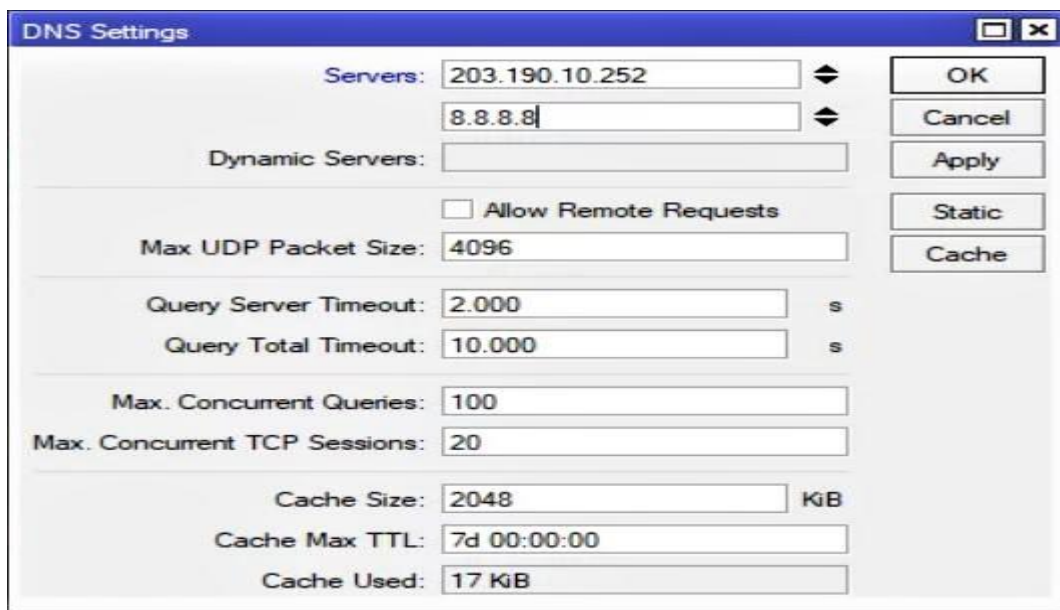 DNS Settings
Servers: 203.190.10.252 OK
8.8.8.8 Cancel
Dynamic Servers: Apply
Allow Remote Requests Static
Max UDP Packet Size: 4096 Cache
Query Server Timeout: 2.000 s
Query Total Timeout: 10.000 s
Max. Concurrent Queries: 100
Max. Concurrent TCP Sessions: 20
Cache Size: 2048 KiB
Cache Max TTL: 7d 00:00:00
Cache Used: 17 KiB